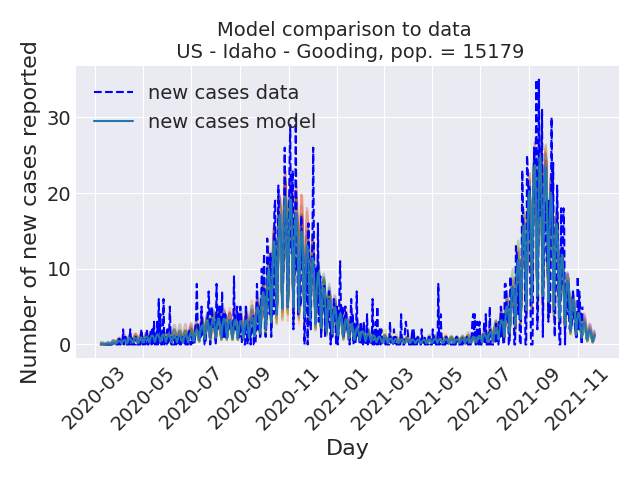 Model comparison to data
US - Idaho - Gooding, pop. = 15179
Number of new cases reported
new cases data
new cases model
30
20
10
0
2020-03
2020-05
2020-07
2020-09
2020-11
2021-01
2021-03
2021-05
2021-07
2021-09
2021-11
Day